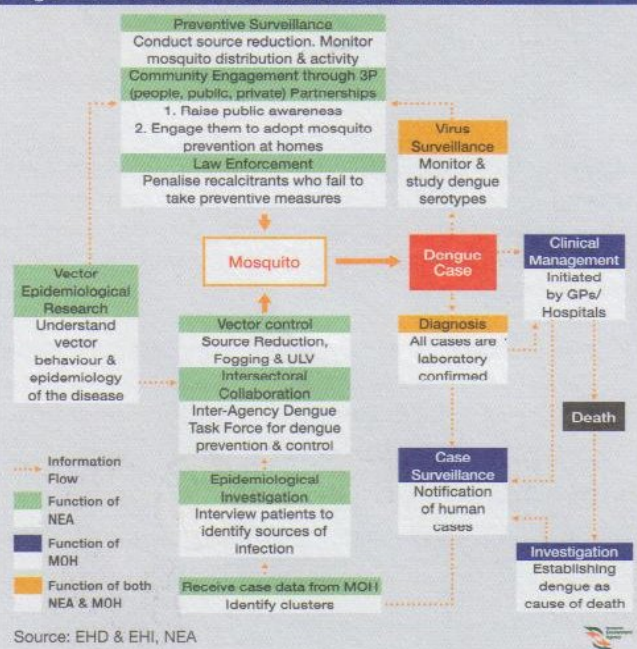 Preventive Surveillance
Conduct source reduction. Monitor
mosquito distribution & activity
Community Engagement through 3P
(people, public, private) Partnerships
1. Raise public awareness
2. Engage them to adopt mosquito
prevention at homes
Law Enforcement
Penalise recalcitrants who fail to
take preventive measures
Virus
Surveillance
Monitor &
study dengue
serotypes
Mosquito
Dengue
Case
Clinical
Management
Initiated
by GPs/
Hospitals
Vector
Epidemiological
Research
Understand
vector
behaviour &
epidemiology
of the disease
Vector control
Source Reduction,
Fogging & ULV
Intersectoral
Collaboration
Inter-Agency Dengue
Task Force for dengue
prevention & control
Diagnosis
All cases are
laboratory
confirmed
Death
Case
Surveillance
Notification
of human
cases
Epidemiological
Investigation
Interview patients to
identify sources of
infection
Investigation
Establishing
dengue as
cause of death
Receive case data from MOH
Identify clusters
Information
Flow
Function of
NEA
Function of
MOH
Function of both
NEA & MOH
Source: EHD & EHI, NEA